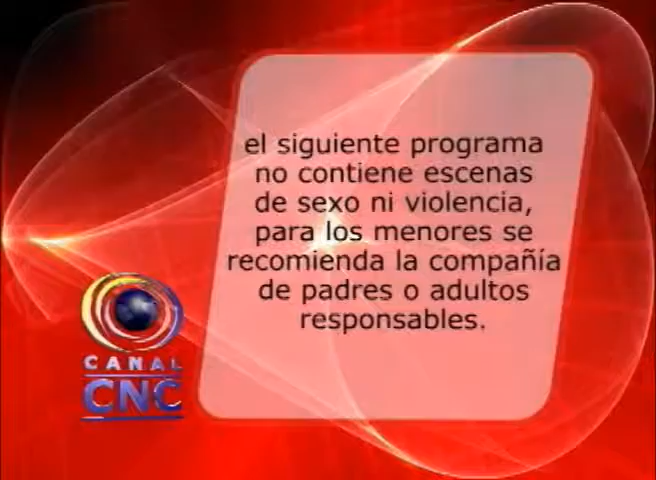 el siguiente programa
no contiene escenas
de sexo ni violencia,
para los menores se
recomienda la compañía
de padres o adultos
responsables.
CANAL
CNC